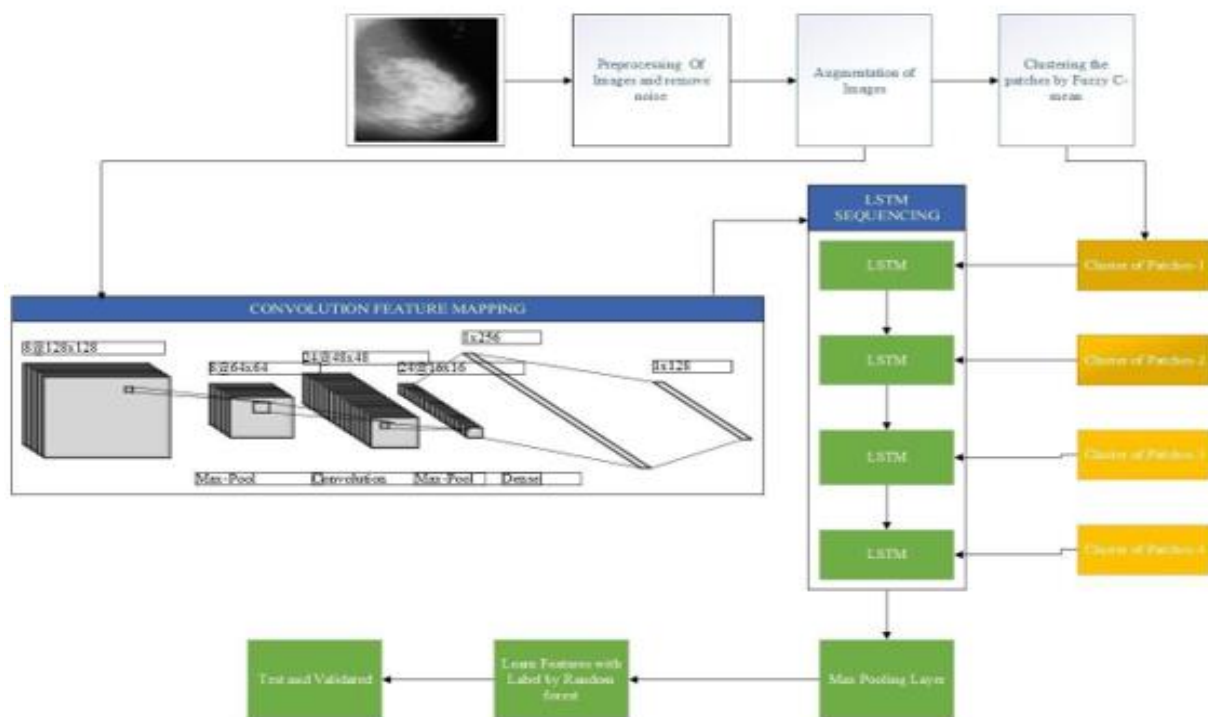 Preprocessing Of
Images and remove
noise
Augmentation of
Images
Clustering the
patches by Fuzzy C-
mean
LSTM
SEQUENCING
LSTM
Cluster of Patches-1
CONVOLUTION FEATURE MAPPING
1x256
8@128x128
24@48x48
8@64x64
24@16x16
1x128
LSTM
Cluster of Patches-2
LSTM
Cluster of Patches-3
Max-Pool
Convolution
Max-Pool
Dense
LSTM
Cluster of Patches-4
Test and Validated
Learn Features with
Label by Random
forest
Max Pooling Layer